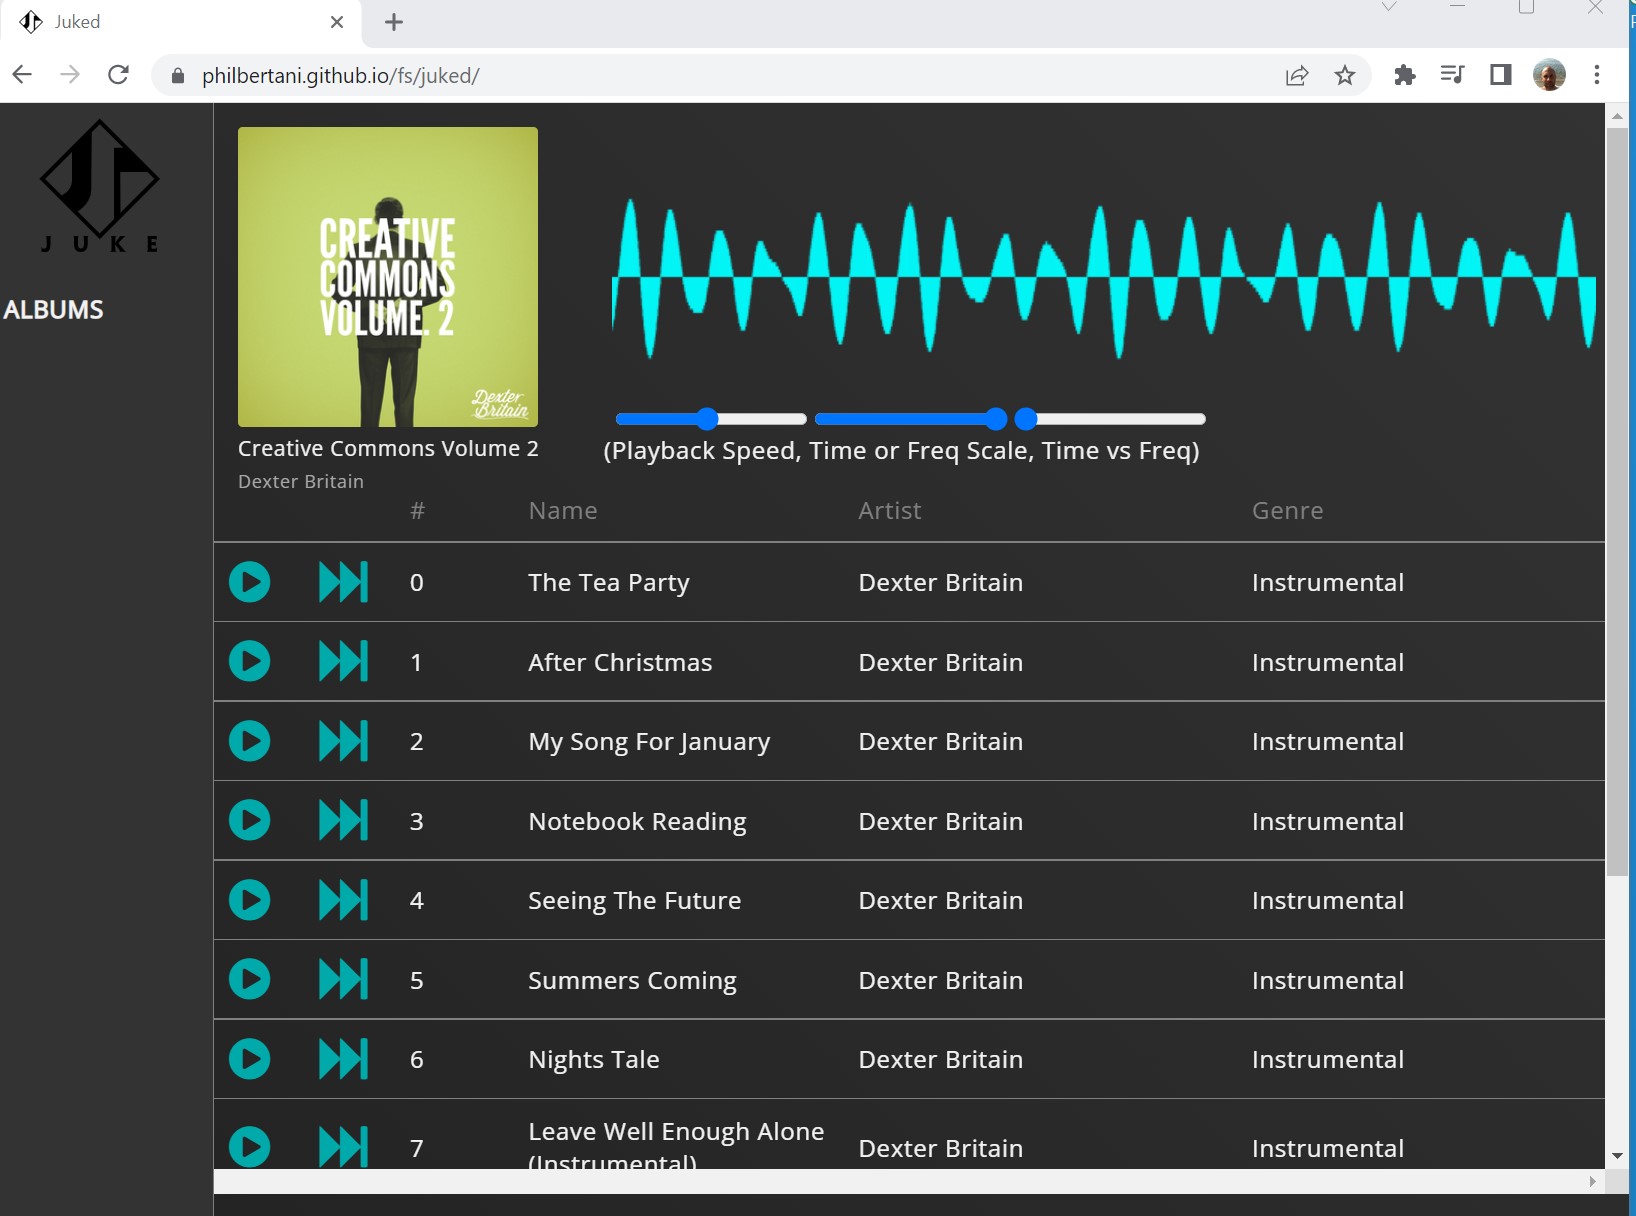 Juked
philbertani.github.io/fs/juked/
JUKE
ALBUMS
CREATIVE
COMMONS
VOLUME. 2
Dexter
Britain
Creative Commons Volume 2
Dexter Britain
(Playback Speed, Time or Freq Scale, Time vs Freq)
# Name Artist Genre
0 The Tea Party Dexter Britain Instrumental
1 After Christmas Dexter Britain Instrumental
2 My Song For January Dexter Britain Instrumental
3 Notebook Reading Dexter Britain Instrumental
4 Seeing The Future Dexter Britain Instrumental
5 Summers Coming Dexter Britain Instrumental
6 Nights Tale Dexter Britain Instrumental
7 Leave Well Enough Alone Dexter Britain Instrumental
(Instrumental)